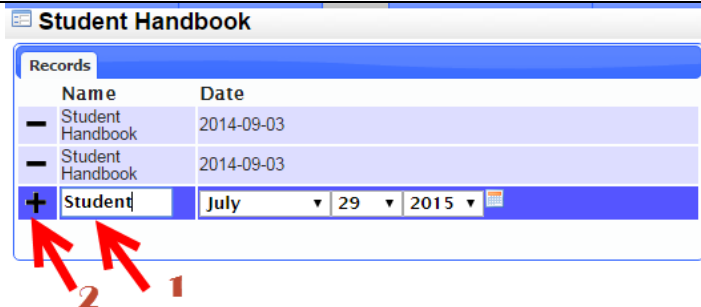 Student Handbook
Records
Name Date
Student
Handbook 2014-09-03
Student
Handbook 2014-09-03
Student July 29 2015
2 1